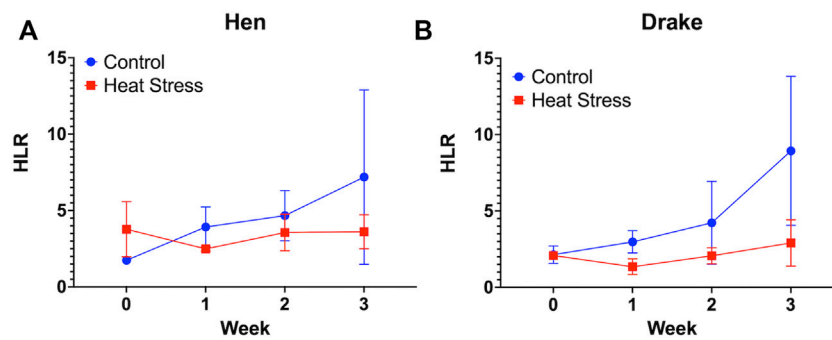 A
Hen
Control
Heat Stress
HLR
15
10
5
0
0 1 2 3
Week
B
Drake
Control
Heat Stress
HLR
15
10
5
0
0 1 2 3
Week